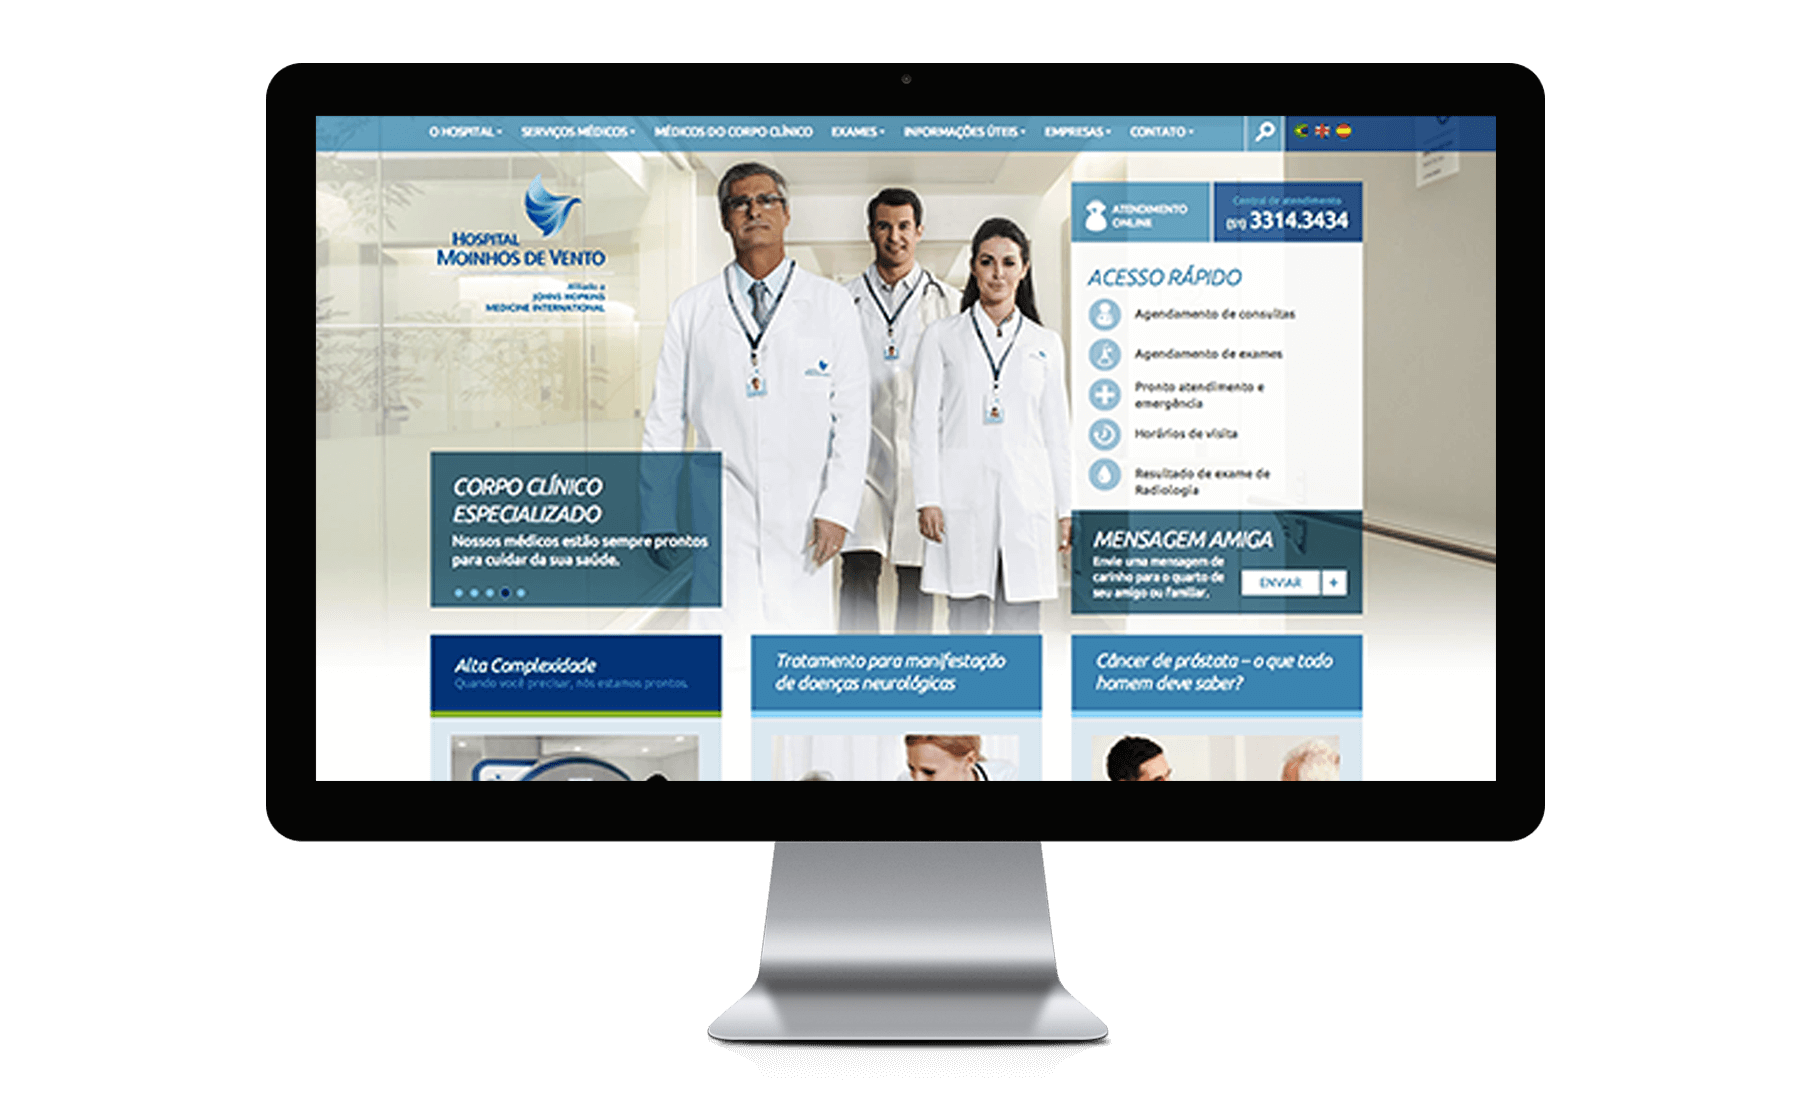 O HOSPITAL
SERVIÇOS MÉDICOS
MÉDICOS DO CORPO CLÍNICO
EXAMES
INFORMAÇÕES ÚTEIS
EMPRESAS
CONTATO
HOSPITAL
MOINHOS DE VENTO
Afiliado a
JOHNS HOPKINS
MEDICINE INTERNATIONAL
ATENDIMENTO
ONLINE
Central de atendimento
(51) 3314.3434
ACESSO RÁPIDO
Agendamento de consultas
Agendamento de exames
Pronto atendimento e
emergência
Horários de visita
Resultado de exame de
Radiologia
CORPO CLÍNICO
ESPECIALIZADO
Nossos médicos estão sempre prontos
para cuidar da sua saúde.
MENSAGEM AMIGA
Envie uma mensagem de
carinho para o quarto de
seu amigo ou familiar.
ENVIAR +
Alta Complexidade
Quando você precisar, nós estamos prontos.
Tratamento para manifestação
de doenças neurológicas
Câncer de próstata – o que todo
homem deve saber?